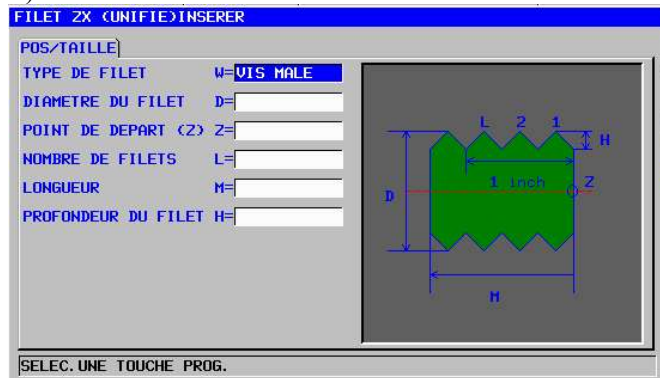 FILET ZX (UNIFIE)INSERER
POS/TAILLE
TYPE DE FILET W=VIS MALE
DIAMETRE DU FILET D=
POINT DE DEPART (Z) Z=
NOMBRE DE FILETS L=
LONGUEUR M=
PROFONDEUR DU FILET H=
L 2 1
H
1 inch
Z
D
M
SELEC.UNE TOUCHE PROG.